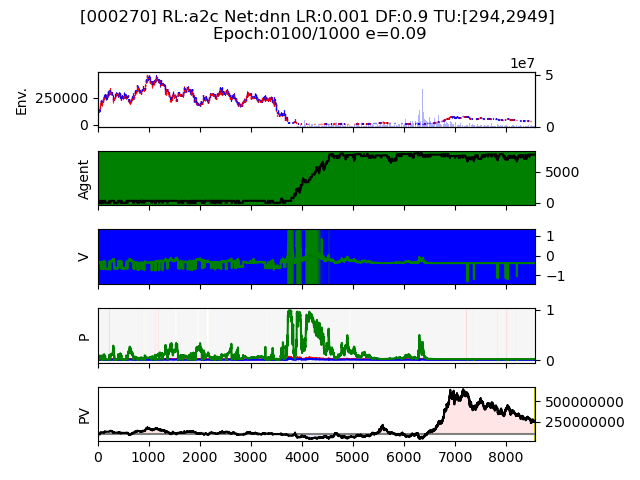 [000270] RL:a2c Net:dnn LR:0.001 DF:0.9 TU:[294,2949]
Epoch:0100/1000 e=0.09
1e7
Env.
250000
0
5
0
Agent
5000
0
V
1
0
−1
P
1
0
PV
500000000
250000000
0 1000 2000 3000 4000 5000 6000 7000 8000